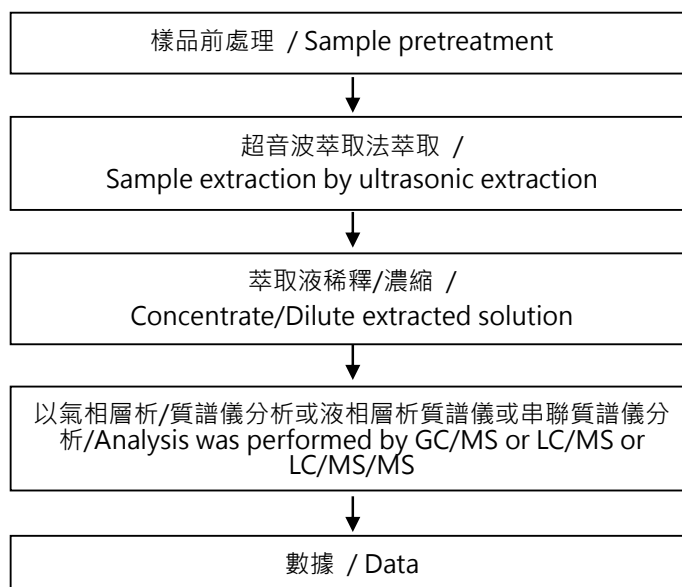 樣品前處理 / Sample pretreatment
超音波萃取法萃取 /
Sample extraction by ultrasonic extraction
萃取液稀釋/濃縮 /
Concentrate/Dilute extracted solution
以氣相層析/質譜儀分析或液相層析質譜儀或串聯質譜儀分
析/Analysis was performed by GC/MS or LC/MS or
LC/MS/MS
數據 / Data